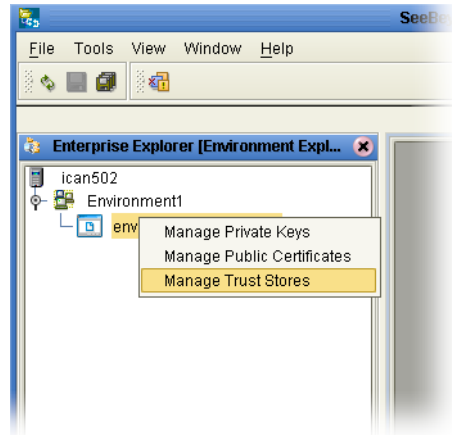 SeeBe
File Tools View Window Help
Enterprise Explorer [Environment Expl...
ican502
Environment1
env
Manage Private Keys
Manage Public Certificates
Manage Trust Stores